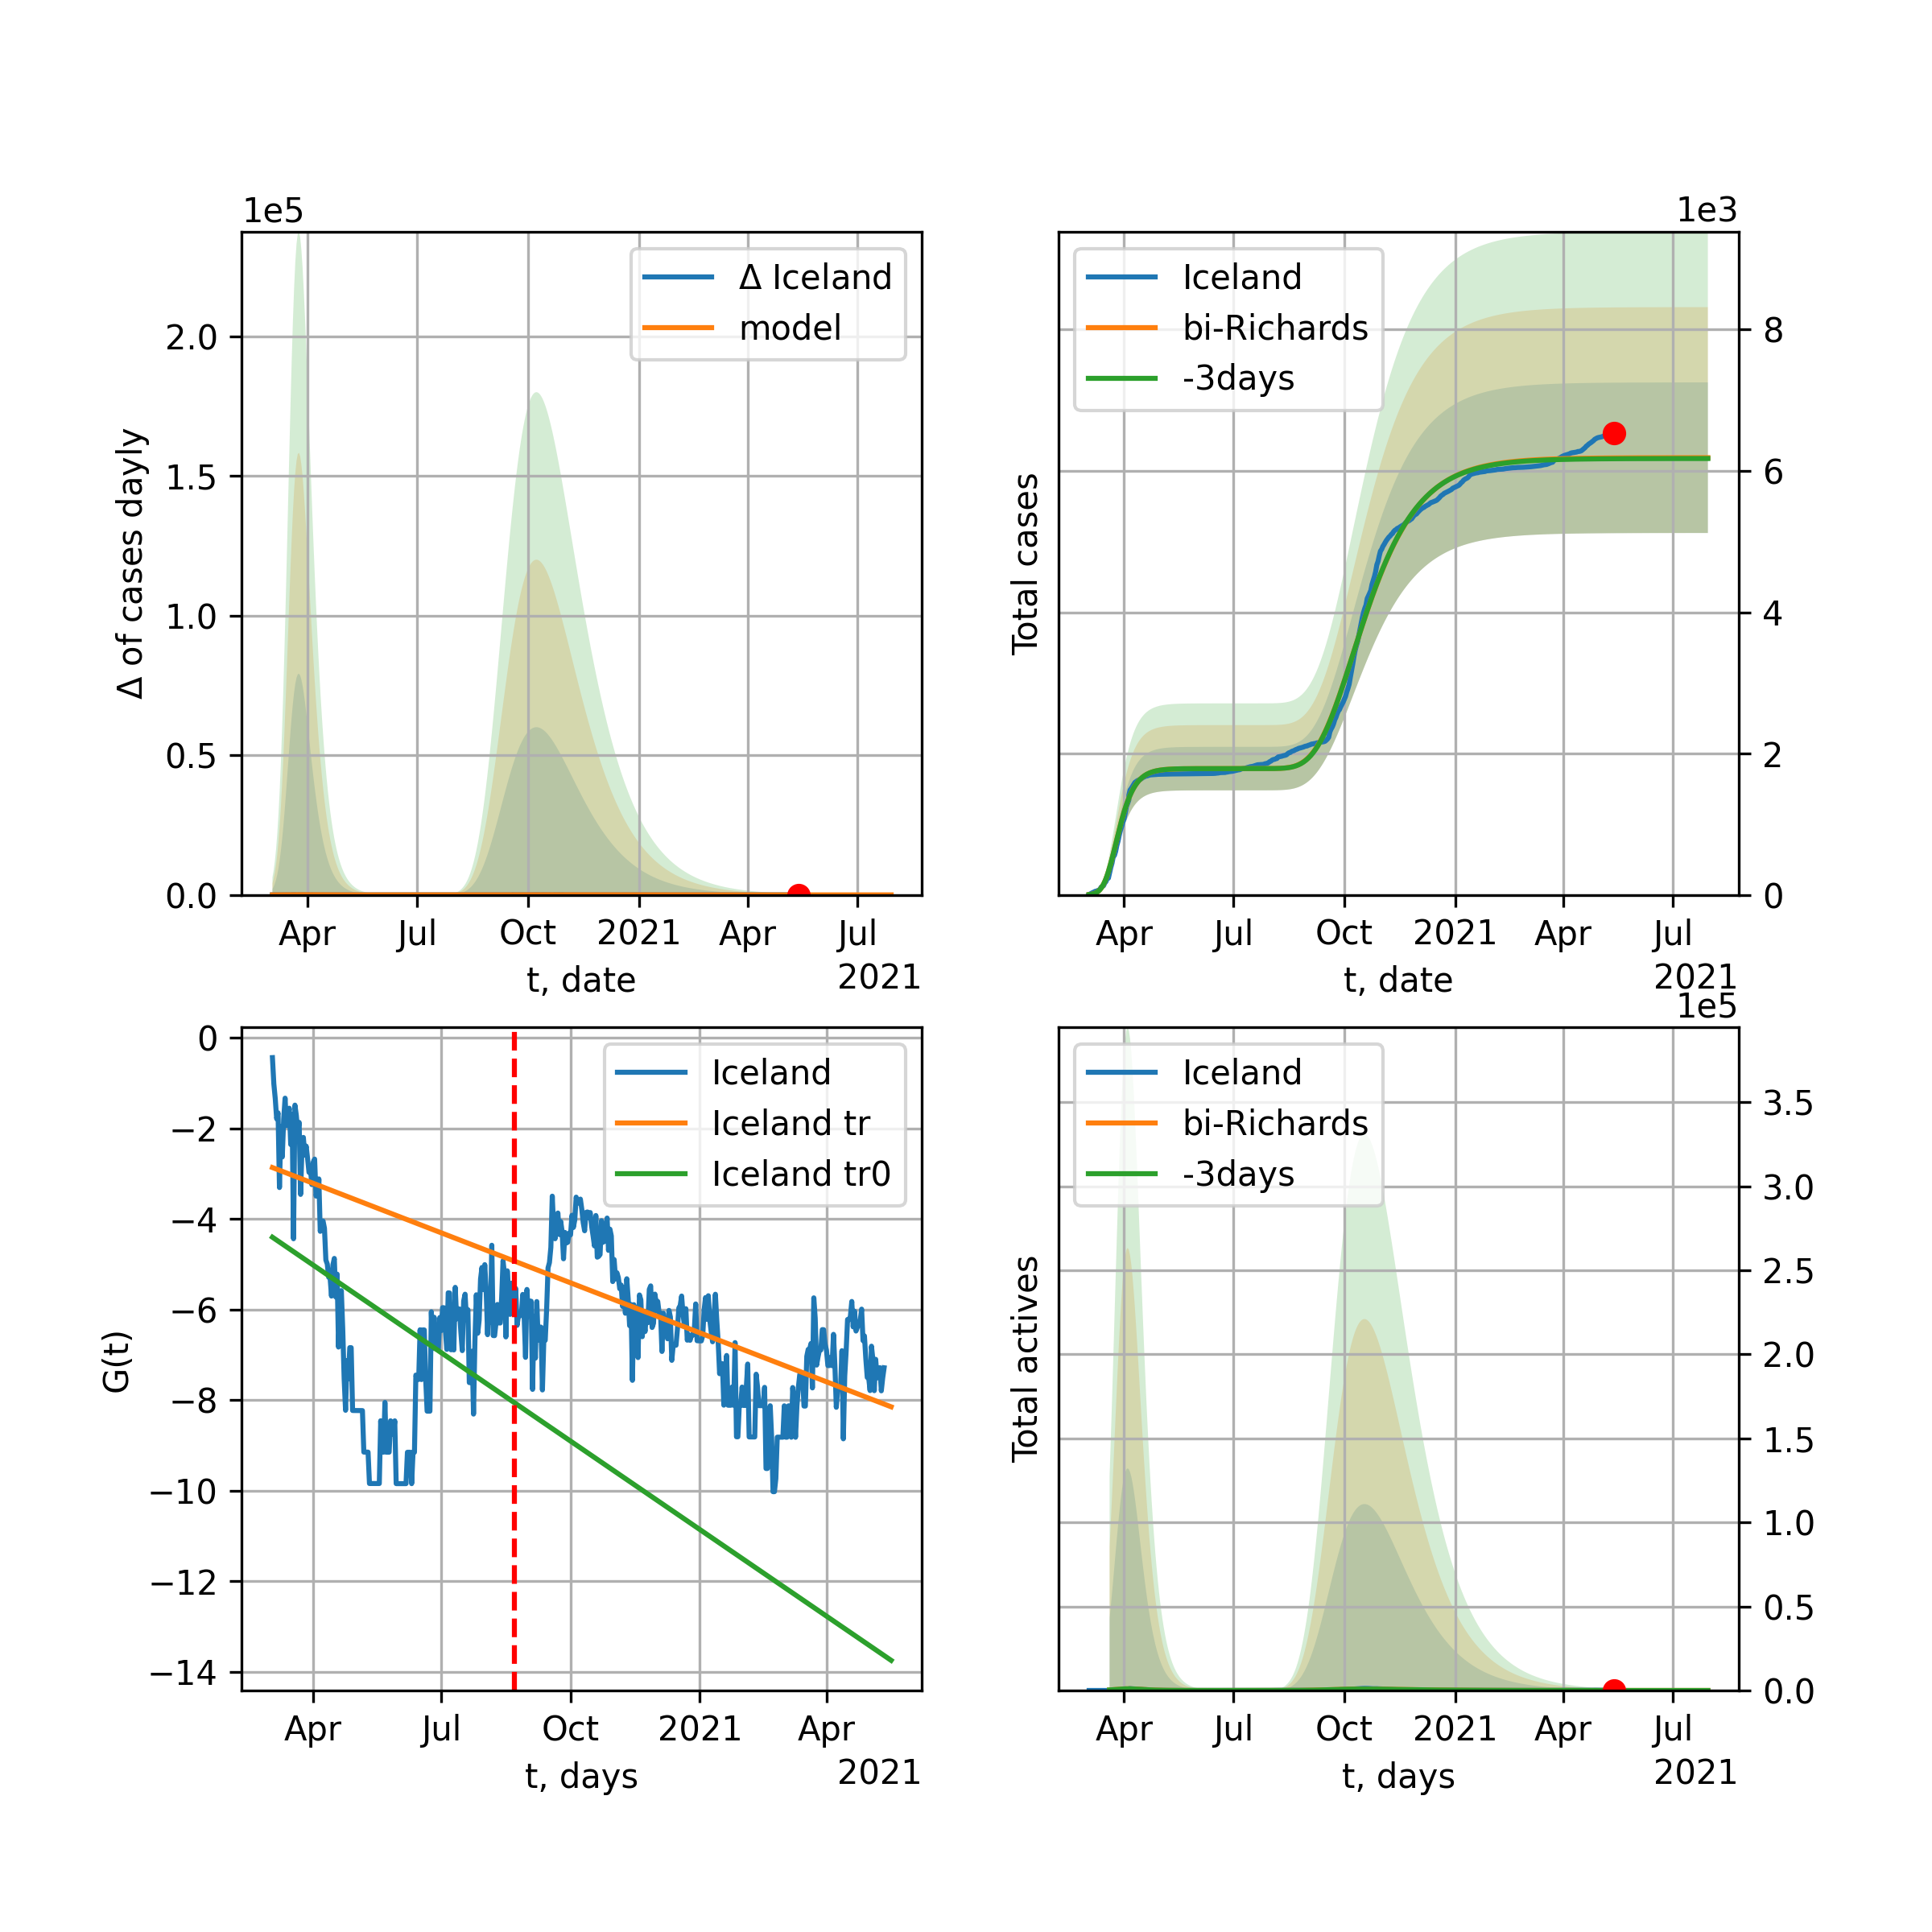 1e5
Δ of cases dayly
2.0
1.5
1.0
0.5
0.0
Δ Iceland
model
Apr Jul Oct 2021 Apr Jul
2021
t, date
1e3
Total cases
Iceland
bi-Richards
-3days
8
6
4
2
0
Apr Jul Oct 2021 Apr Jul
2021
t, date
G(t)
0
−2
−4
−6
−8
−10
−12
−14
Iceland
Iceland tr
Iceland tr0
Apr Jul Oct 2021 Apr
2021
t, days
1e5
Total actives
Iceland
bi-Richards
-3days
3.5
3.0
2.5
2.0
1.5
1.0
0.5
0.0
Apr Jul Oct 2021 Apr Jul
2021
t, days